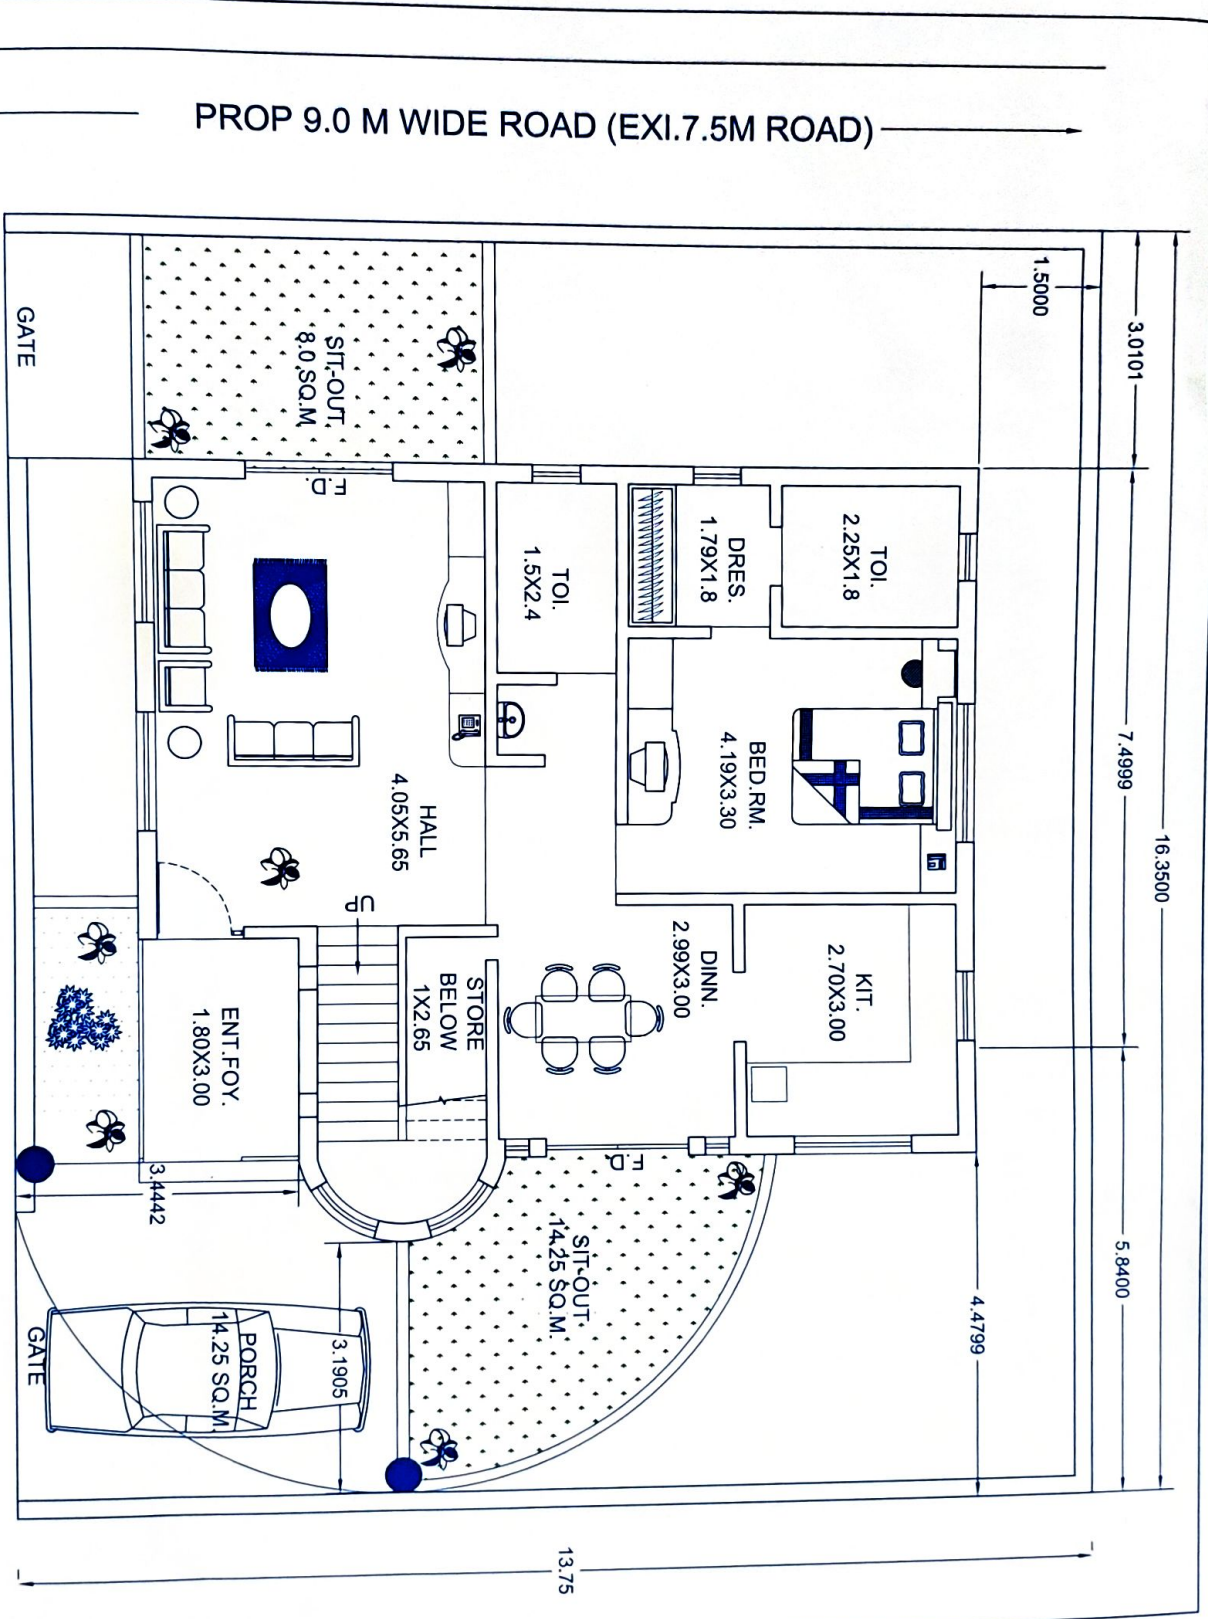 PROP 9.0 M WIDE ROAD (EXI.7.5M ROAD)
1.5000
3.0101
GATE
SIT-OUT
8.0 SQ.M.
F.D.
TOI.
1.5X2.4
DRES.
1.79X1.8
TOI.
2.25X1.8
7.4999
16.3500
BED.RM.
4.19X3.30
HALL
4.05X5.65
UP
STORE
BELOW
1X2.65
DINN.
2.99X3.00
KIT.
2.70X3.00
ENT.FOY.
1.80X3.00
F.D.
3.4442
SIT-OUT
14.25 SQ.M.
5.8400
4.4799
3.1905
PORCH
14.25 SQ.M.
GATE
13.75